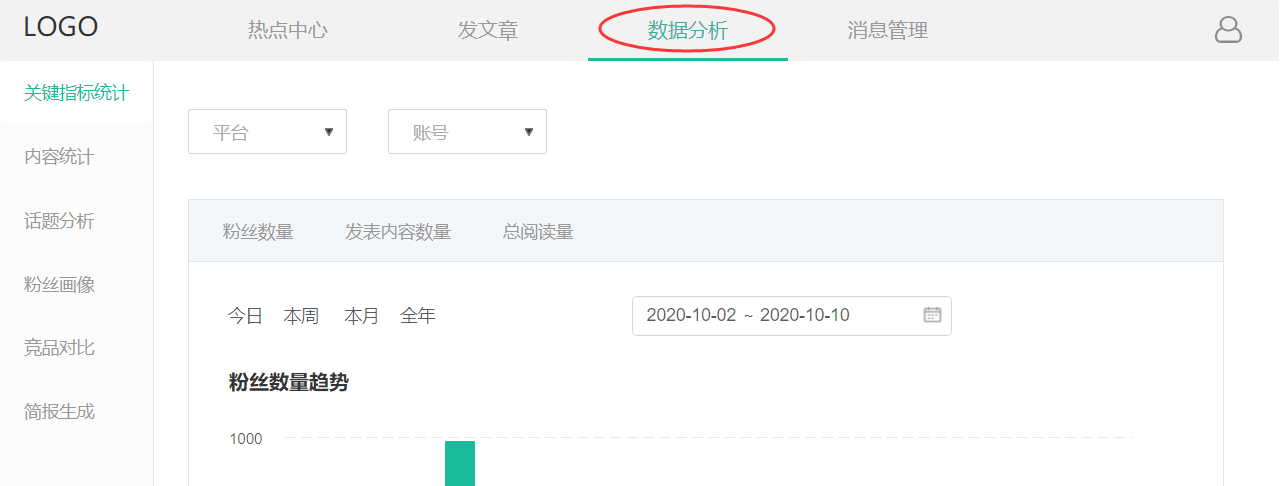 LOGO 热点中心 发文章 数据分析 消息管理
关键指标统计
内容统计
话题分析
粉丝画像
竞品对比
简报生成
平台 账号
粉丝数量 发表内容数量 总阅读量
今日 本周 本月 全年 2020-10-02 ~ 2020-10-10
粉丝数量趋势
1000